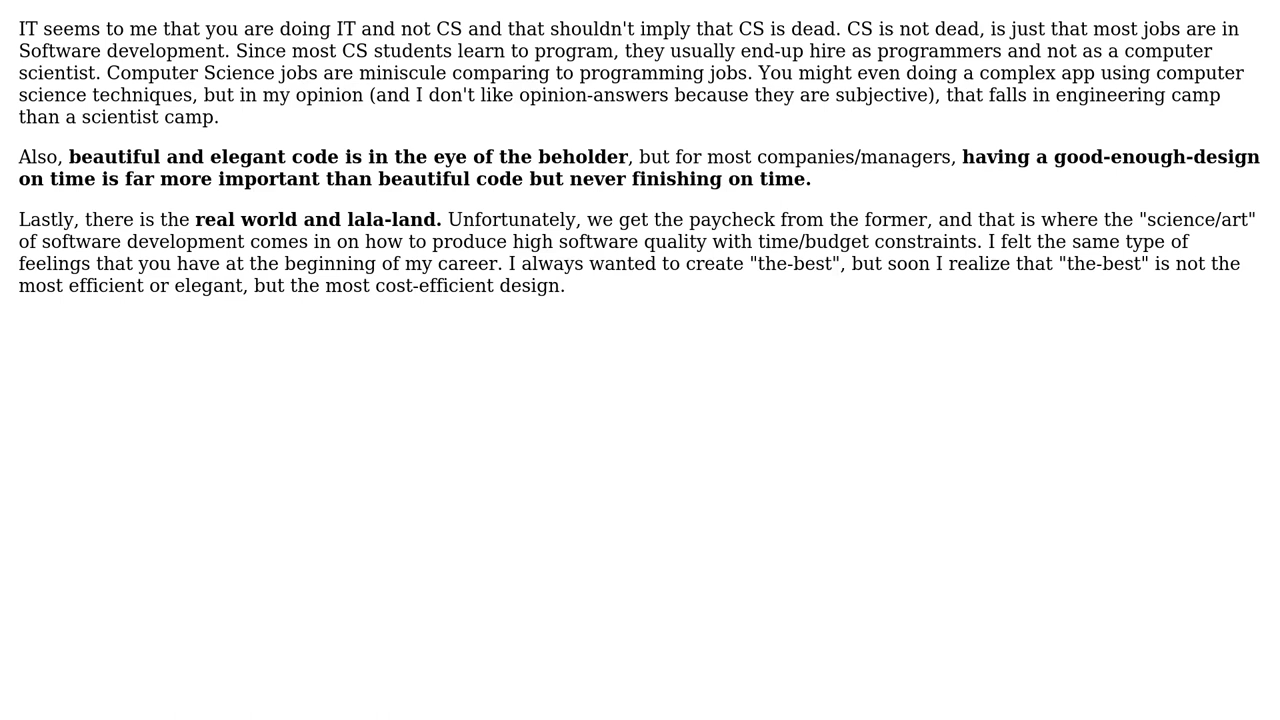 IT seems to me that you are doing IT and not CS and that shouldn't imply that CS is dead. CS is not dead, is just that most jobs are in
Software development. Since most CS students learn to program, they usually end-up hire as programmers and not as a computer
scientist. Computer Science jobs are miniscule comparing to programming jobs. You might even doing a complex app using computer
science techniques, but in my opinion (and I don't like opinion-answers because they are subjective), that falls in engineering camp
than a scientist camp.
Also, beautiful and elegant code is in the eye of the beholder, but for most companies/managers, having a good-enough-design
on time is far more important than beautiful code but never finishing on time.
Lastly, there is the real world and lala-land. Unfortunately, we get the paycheck from the former, and that is where the "science/art"
of software development comes in on how to produce high software quality with time/budget constraints. I felt the same type of
feelings that you have at the beginning of my career. I always wanted to create "the-best", but soon I realize that "the-best" is not the
most efficient or elegant, but the most cost-efficient design.